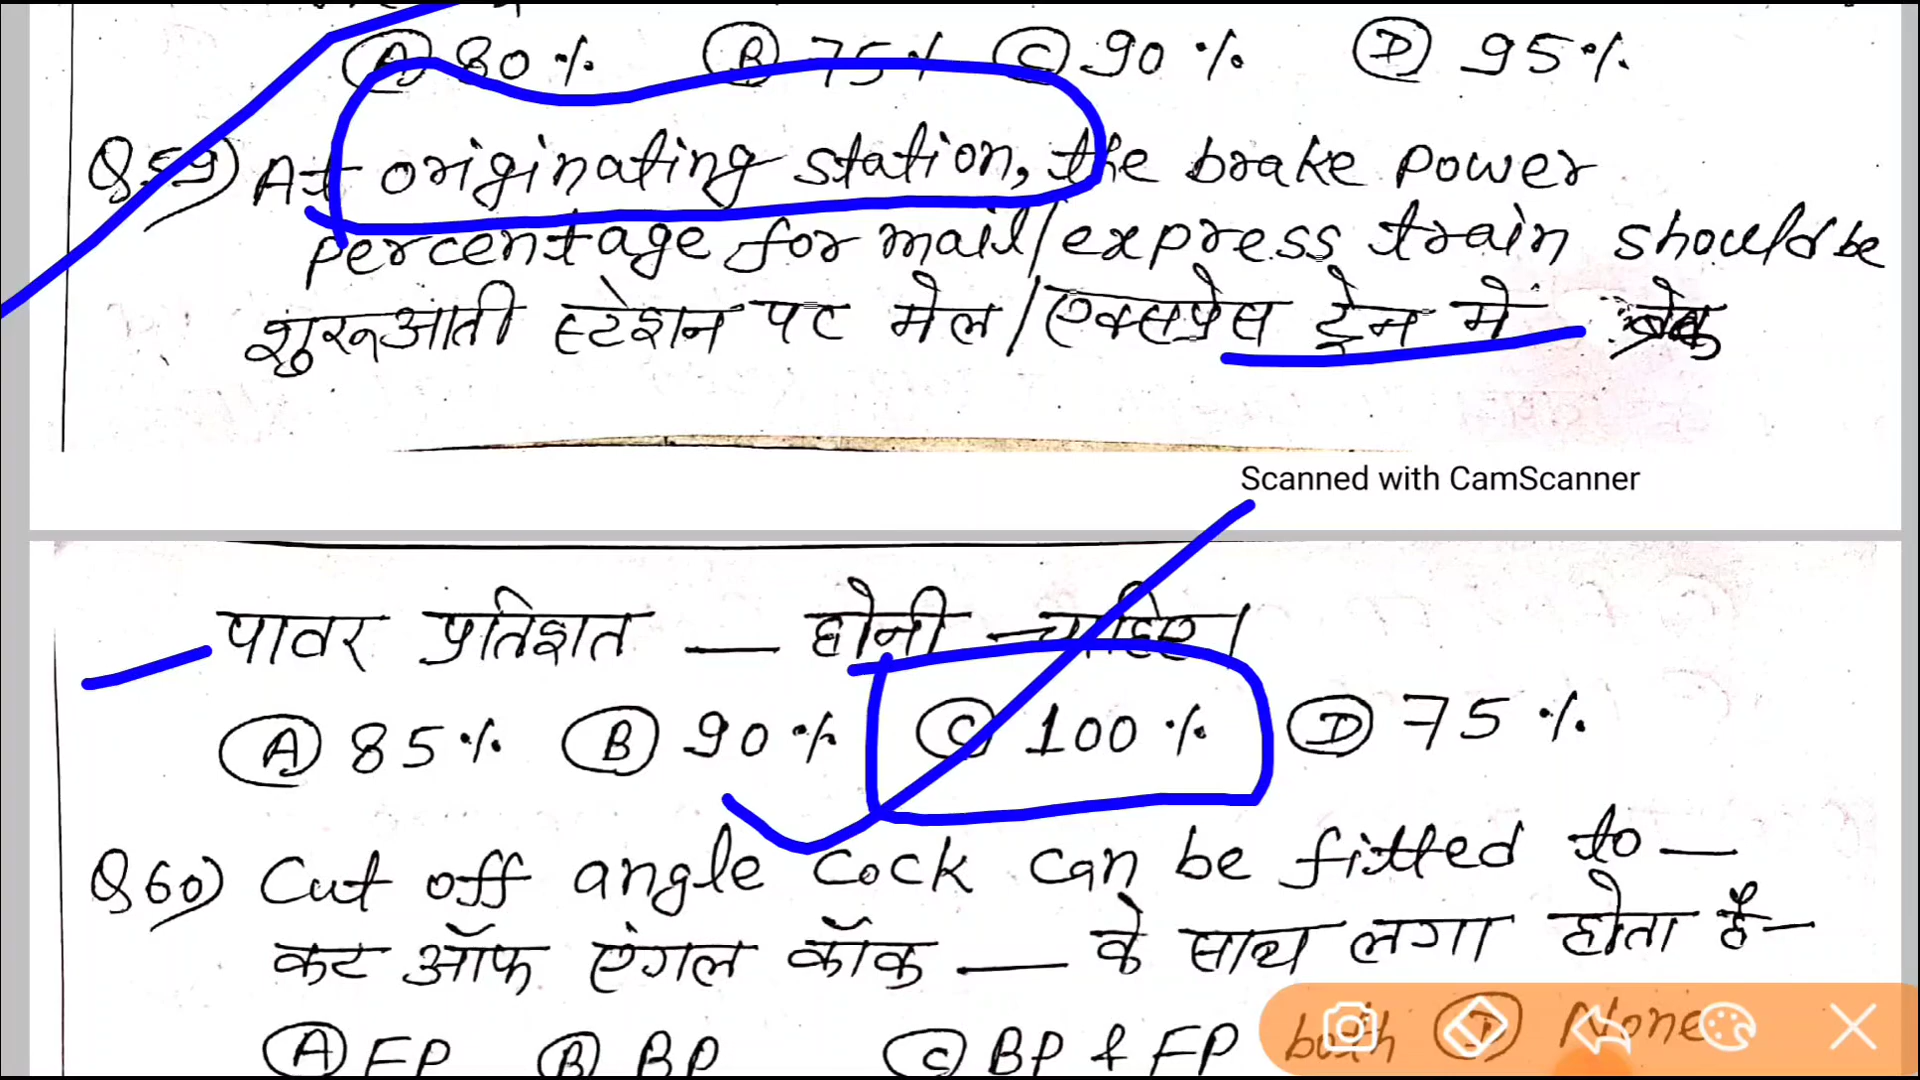 (A) 80% (B) 75% (C) 90% (D) 95%
Q59) At originating station, the brake power
percentage for mail/express train should be
शुरूआती स्टेशन पर मेल/एक्सप्रेस ट्रेन में ब्रेक
Scanned with CamScanner
पावर प्रतिशत — होनी चाहिए।
(A) 85% (B) 90% (C) 100% (D) 75%
Q60) Cut off angle cock can be fitted to —
कट ऑफ एंगल कॉक — के साथ लगा होता है—
(A) FP (B) BP (C) BP & FP both (D) None